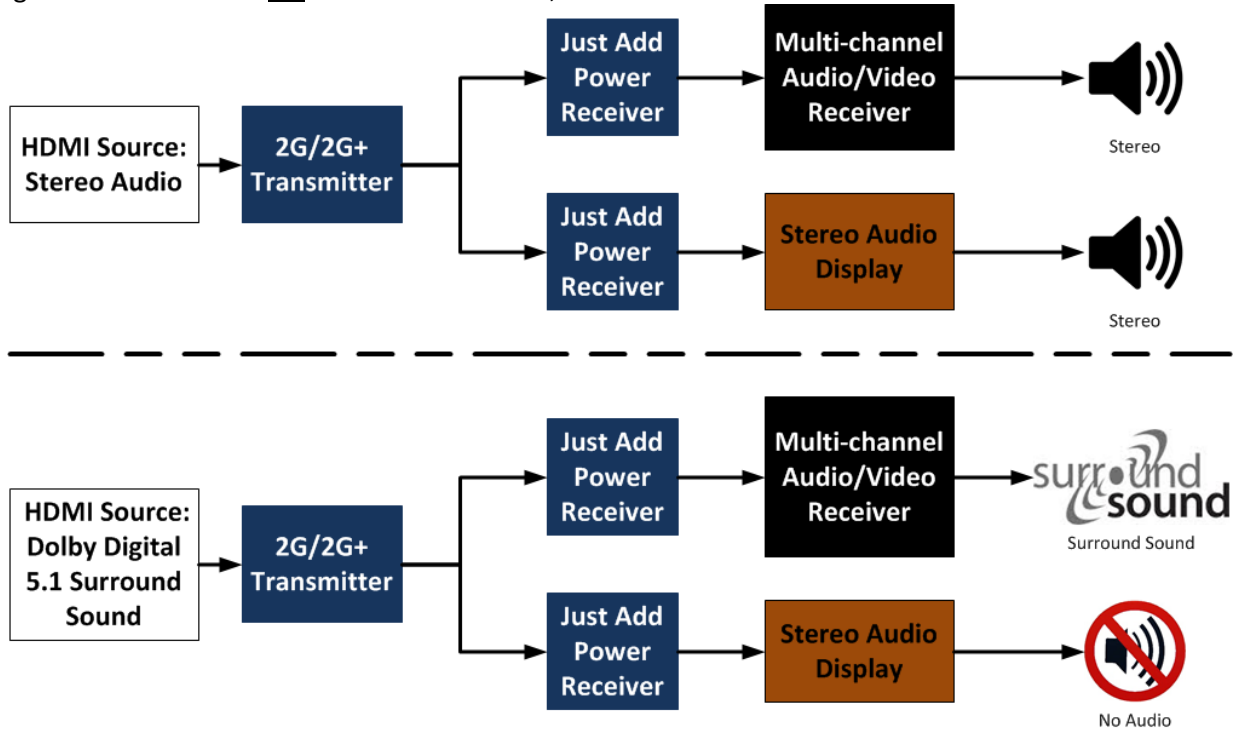 Just Add
Power
Receiver
Multi-channel
Audio/Video
Receiver
Stereo
HDMI Source:
Stereo Audio
2G/2G+
Transmitter
Just Add
Power
Receiver
Stereo Audio
Display
Stereo
Just Add
Power
Receiver
Multi-channel
Audio/Video
Receiver
surround
sound
Surround Sound
HDMI Source:
Dolby Digital
5.1 Surround
Sound
2G/2G+
Transmitter
Just Add
Power
Receiver
Stereo Audio
Display
No Audio